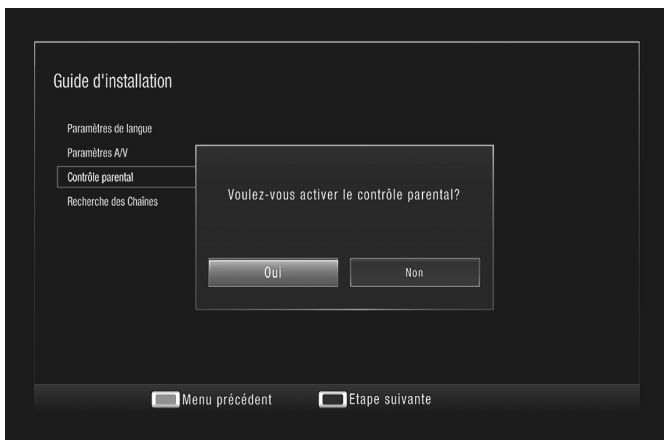 Guide d'installation
Paramètres de langue
Paramètres A/V
Contrôle parental
Recherche des Chaînes
Voulez-vous activer le contrôle parental?
Oui
Non
Menu précédent
Etape suivante